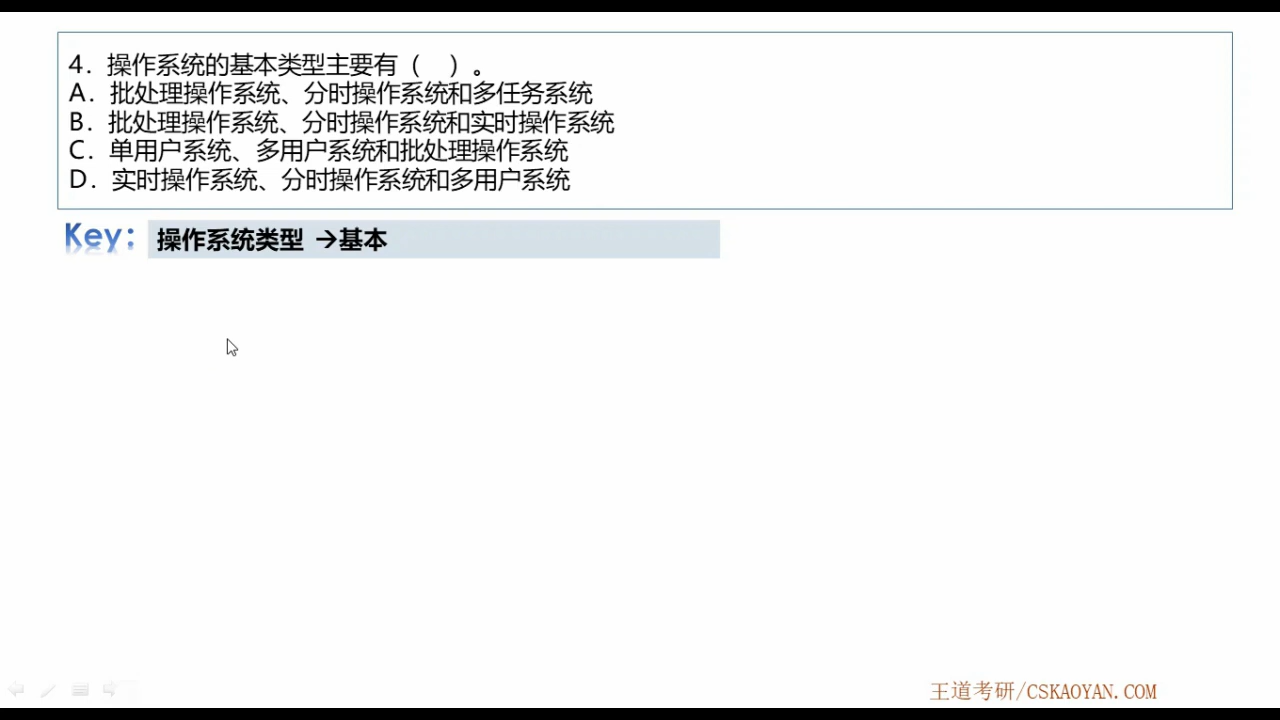 4．操作系统的基本类型主要有（　）。
A．批处理操作系统、分时操作系统和多任务系统
B．批处理操作系统、分时操作系统和实时操作系统
C．单用户系统、多用户系统和批处理操作系统
D．实时操作系统、分时操作系统和多用户系统
Key： 操作系统类型 →基本
王道考研/CSKAOYAN.COM